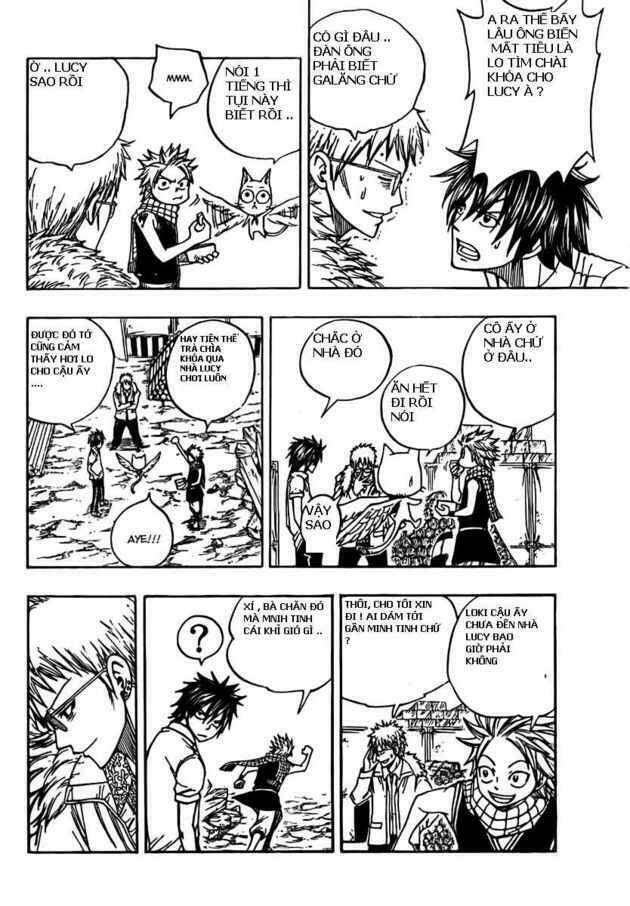 A RA THẾ BẤY
LÂU ÔNG BIẾN
MẤT TIÊU LÀ
LO TÌM CHÀI
KHÓA CHO
LUCY À ?
CÓ GÌ ĐÂU ..
ĐÀN ÔNG
PHẢI BIẾT
GALĂNG CHỨ
NÓI 1
TIẾNG THÌ
TỤI NÀY
BIẾT RỒI ..
MMM.
Ờ .. LUCY
SAO RỒI
CÔ ẤY Ở
NHÀ CHỨ
Ở ĐÂU..
CHẮC Ở
NHÀ ĐÓ
ĂN HẾT
ĐI RỒI
NÓI
VẬY
SAO
HAY TIỆN THỂ
TRẢ CHÌA
KHÓA QUA
NHÀ LUCY
CHƠI LUÔN
ĐƯỢC ĐÓ TỚ
CŨNG CẢM
THẤY HƠI LO
CHO CẬU ẤY
....
AYE!!!
LOKI CẬU ẤY
CHƯA ĐẾN NHÀ
LUCY BAO
GIỜ PHẢI
KHÔNG
THÔI, CHO TÔI XIN
ĐI ! AI DÁM TỚI
GẦN MINH TINH CHỨ
?
XÍ , BÀ CHẰN ĐÓ
MÀ MNIH TINH
CÁI KHỈ GIÓ GÌ ..
?